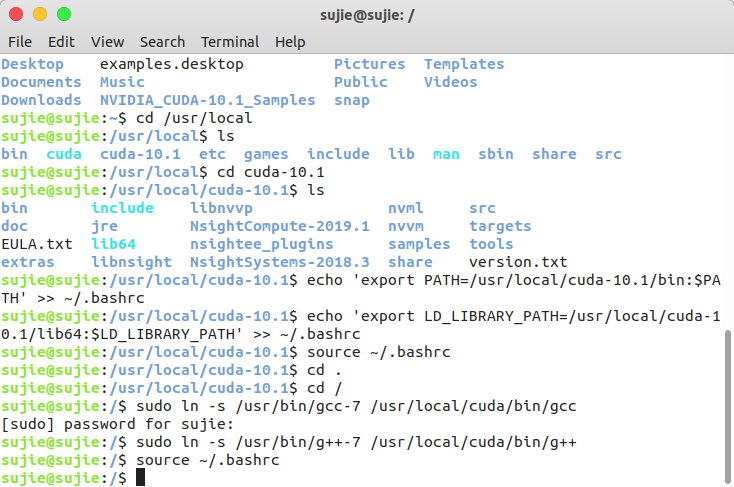 sujie@sujie: /
File Edit View Search Terminal Help
Desktop examples.desktop Pictures Templates
Documents Music Public Videos
Downloads NVIDIA_CUDA-10.1_Samples snap
sujie@sujie:~$ cd /usr/local
sujie@sujie:/usr/local$ ls
bin cuda cuda-10.1 etc games include lib man sbin share src
sujie@sujie:/usr/local$ cd cuda-10.1
sujie@sujie:/usr/local/cuda-10.1$ ls
bin include libnvvp nvml src
doc jre NsightCompute-2019.1 nvvm targets
EULA.txt lib64 nsightee_plugins samples tools
extras libnsight NsightSystems-2018.3 share version.txt
sujie@sujie:/usr/local/cuda-10.1$ echo 'export PATH=/usr/local/cuda-10.1/bin:$PA
TH' >> ~/.bashrc
sujie@sujie:/usr/local/cuda-10.1$ echo 'export LD_LIBRARY_PATH=/usr/local/cuda-1
0.1/lib64:$LD_LIBRARY_PATH' >> ~/.bashrc
sujie@sujie:/usr/local/cuda-10.1$ source ~/.bashrc
sujie@sujie:/usr/local/cuda-10.1$ cd .
sujie@sujie:/usr/local/cuda-10.1$ cd /
sujie@sujie:/$ sudo ln -s /usr/bin/gcc-7 /usr/local/cuda/bin/gcc
[sudo] password for sujie:
sujie@sujie:/$ sudo ln -s /usr/bin/g++-7 /usr/local/cuda/bin/g++
sujie@sujie:/$ source ~/.bashrc
sujie@sujie:/$